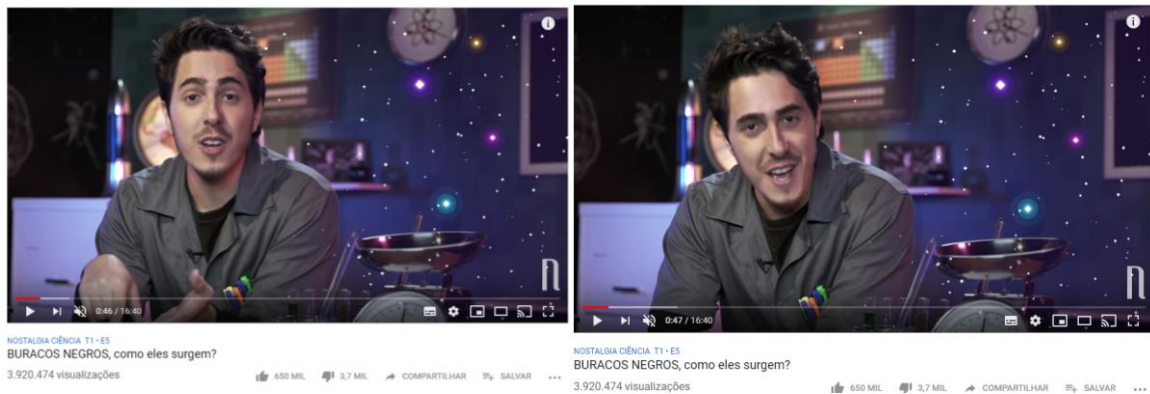 i
0:46 / 16:40
NOSTALGIA CIÊNCIA T1 • E5
BURACOS NEGROS, como eles surgem?
3.920.474 visualizações
650 MIL
3,7 MIL
COMPARTILHAR
SALVAR
i
0:47 / 16:40
NOSTALGIA CIÊNCIA T1 • E5
BURACOS NEGROS, como eles surgem?
3.920.474 visualizações
650 MIL
3,7 MIL
COMPARTILHAR
SALVAR